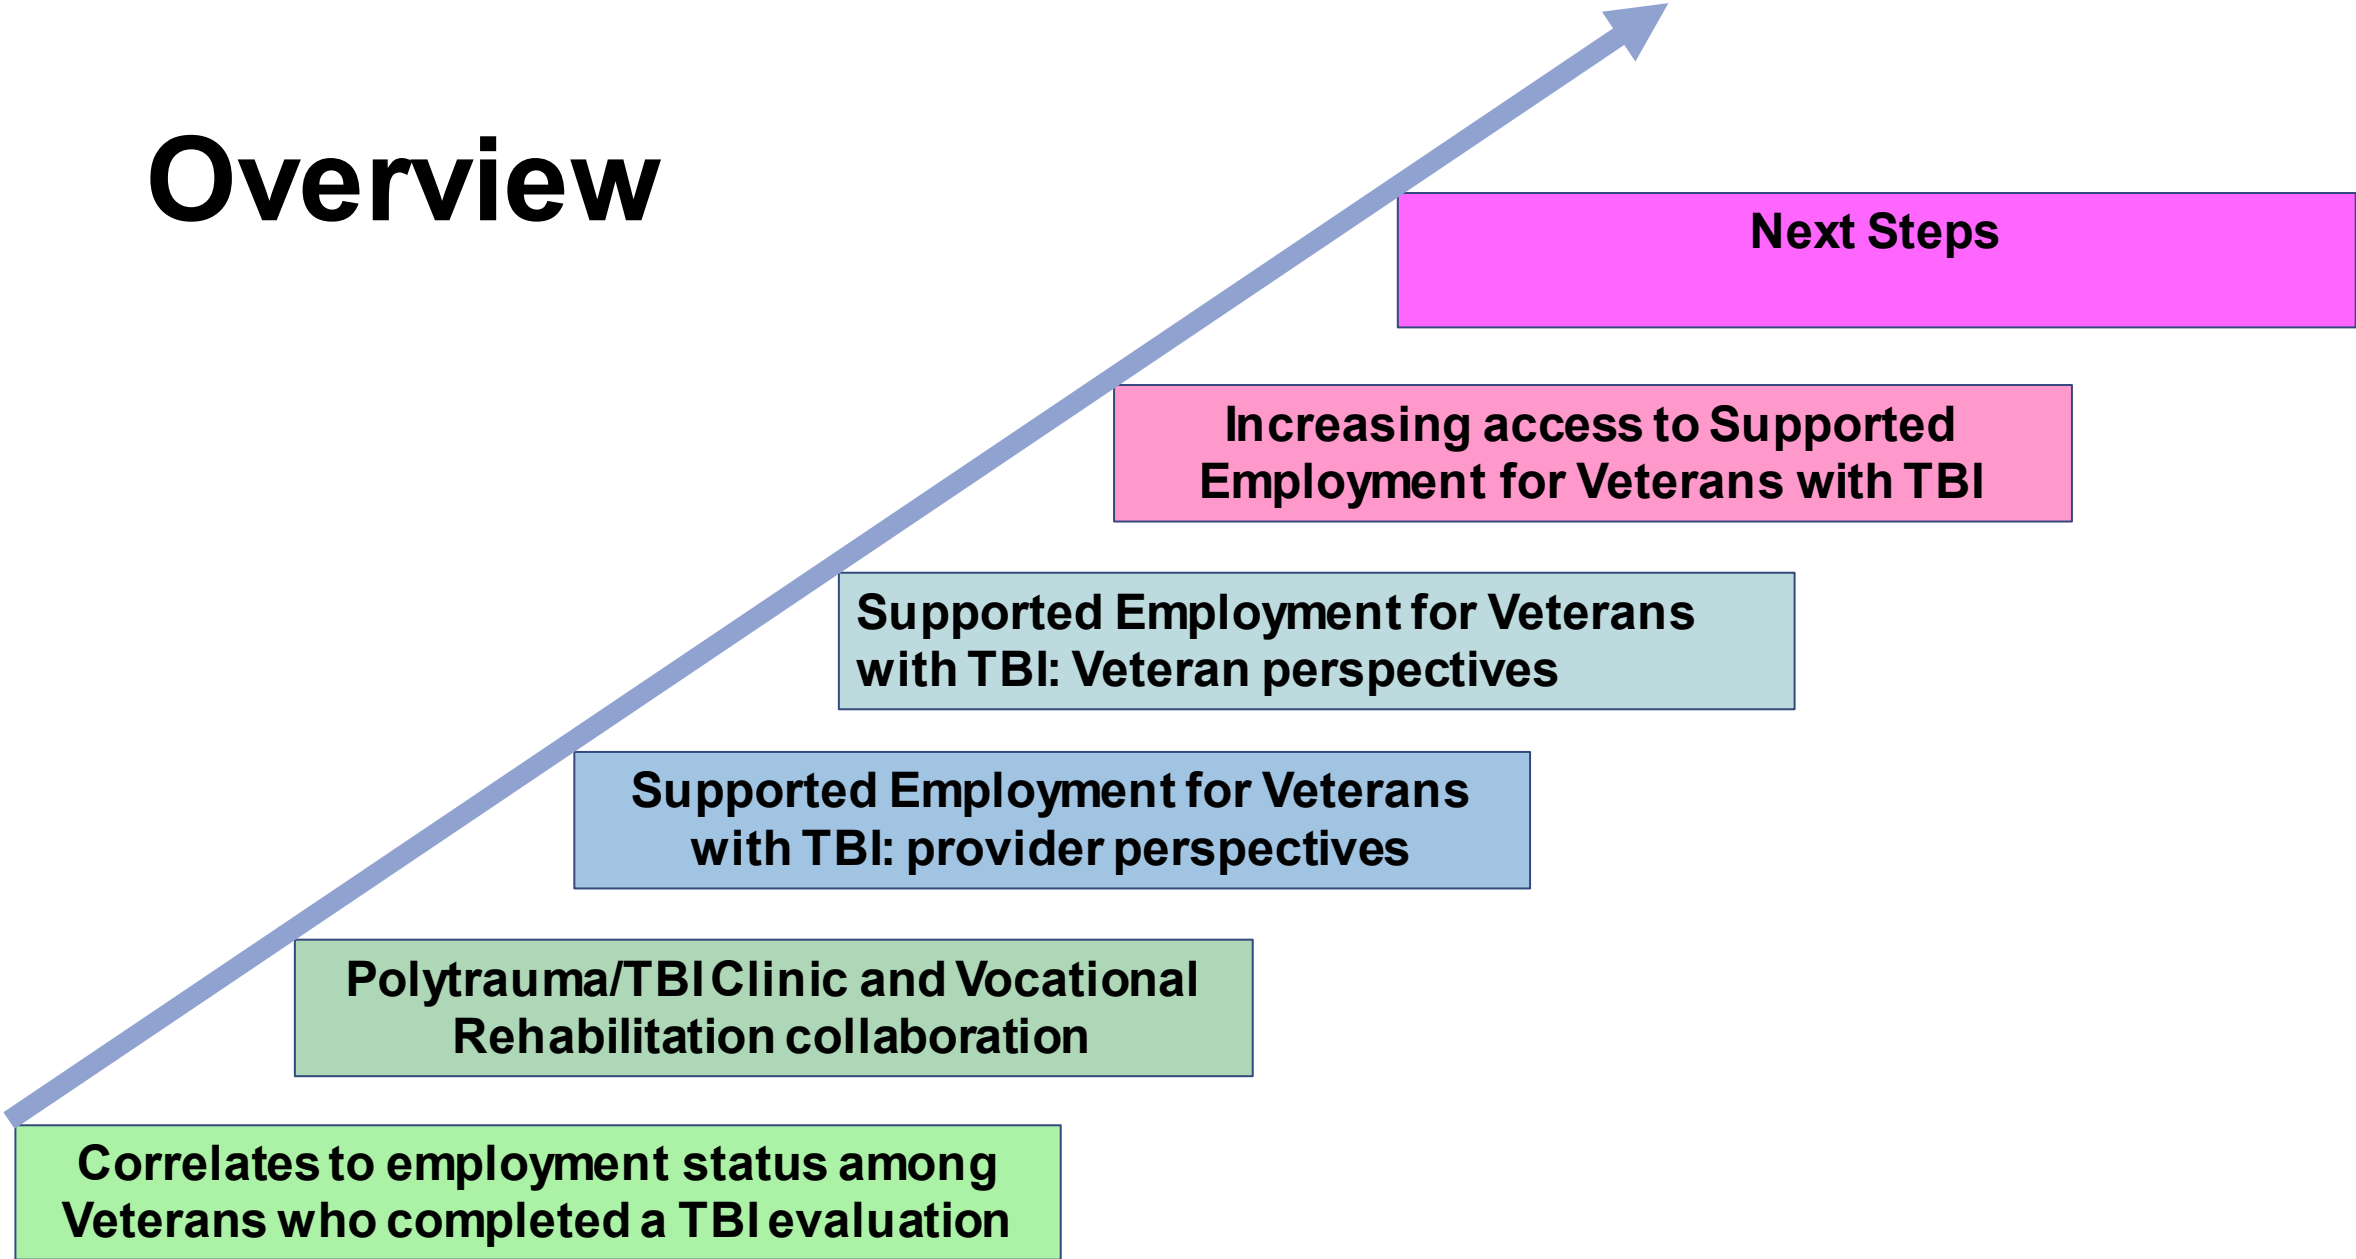 Overview
Next Steps
Increasing access to Supported
Employment for Veterans with TBI
Supported Employment for Veterans
with TBI: Veteran perspectives
Supported Employment for Veterans
with TBI: provider perspectives
Polytrauma/TBI Clinic and Vocational
Rehabilitation collaboration
Correlates to employment status among
Veterans who completed a TBI evaluation